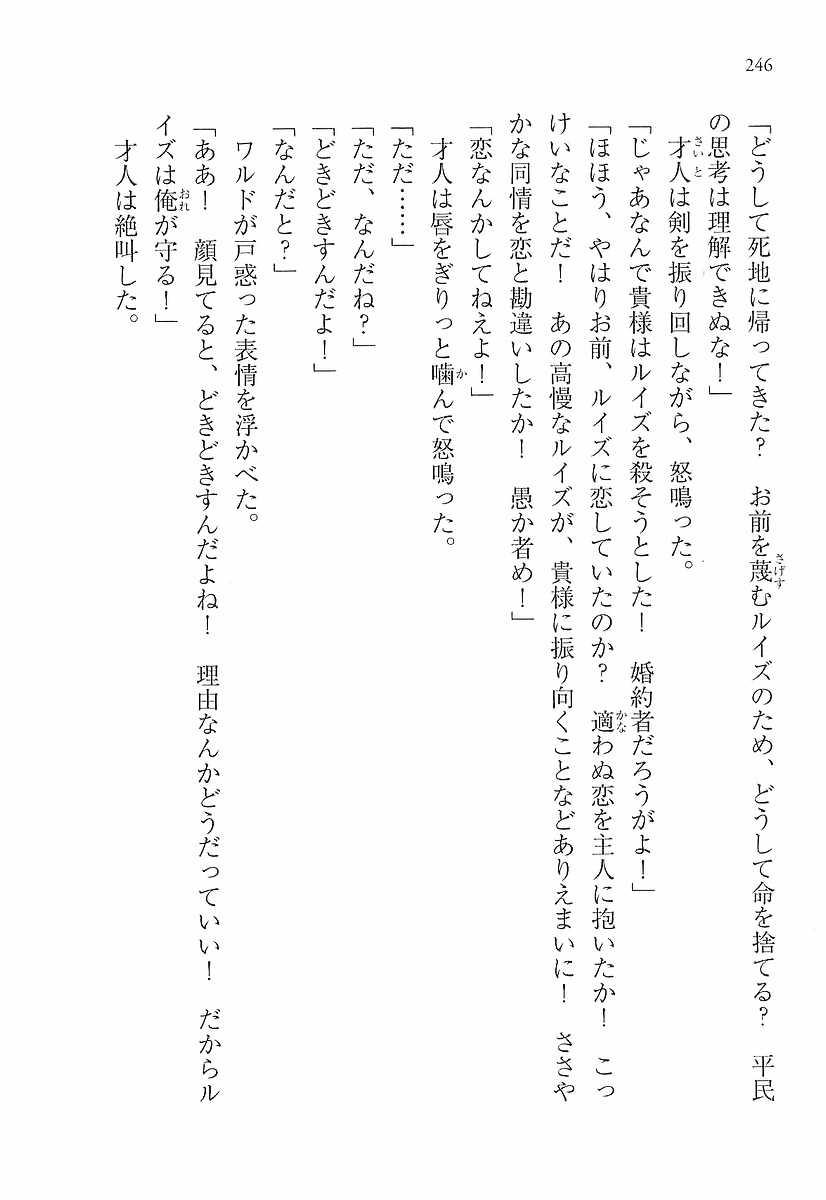 246
「どうして死地に帰ってきた？　お前を蔑むルイズのため、どうして命を捨てる？　平民
の思考は理解できぬな！」
　才人は剣を振り回しながら、怒鳴った。
「じゃあなんで貴様はルイズを殺そうとした！　婚約者だろうがよ！」
「ほほう、やはりお前、ルイズに恋していたのか？　適わぬ恋を主人に抱いたか！　こっ
けいなことだ！　あの高慢なルイズが、貴様に振り向くことなどありえまいに！　ささや
かな同情を恋と勘違いしたか！　愚か者め！」
「恋なんかしてねえよ！」
　才人は唇をぎりっと噛んで怒鳴った。
「ただ……」
「ただ、なんだね？」
「どきどきすんだよ！」
「なんだと？」
　ワルドが戸惑った表情を浮かべた。
「ああ！　顔見てると、どきどきすんだよね！　理由なんかどうだっていい！　だからル
イズは俺が守る！」
　才人は絶叫した。